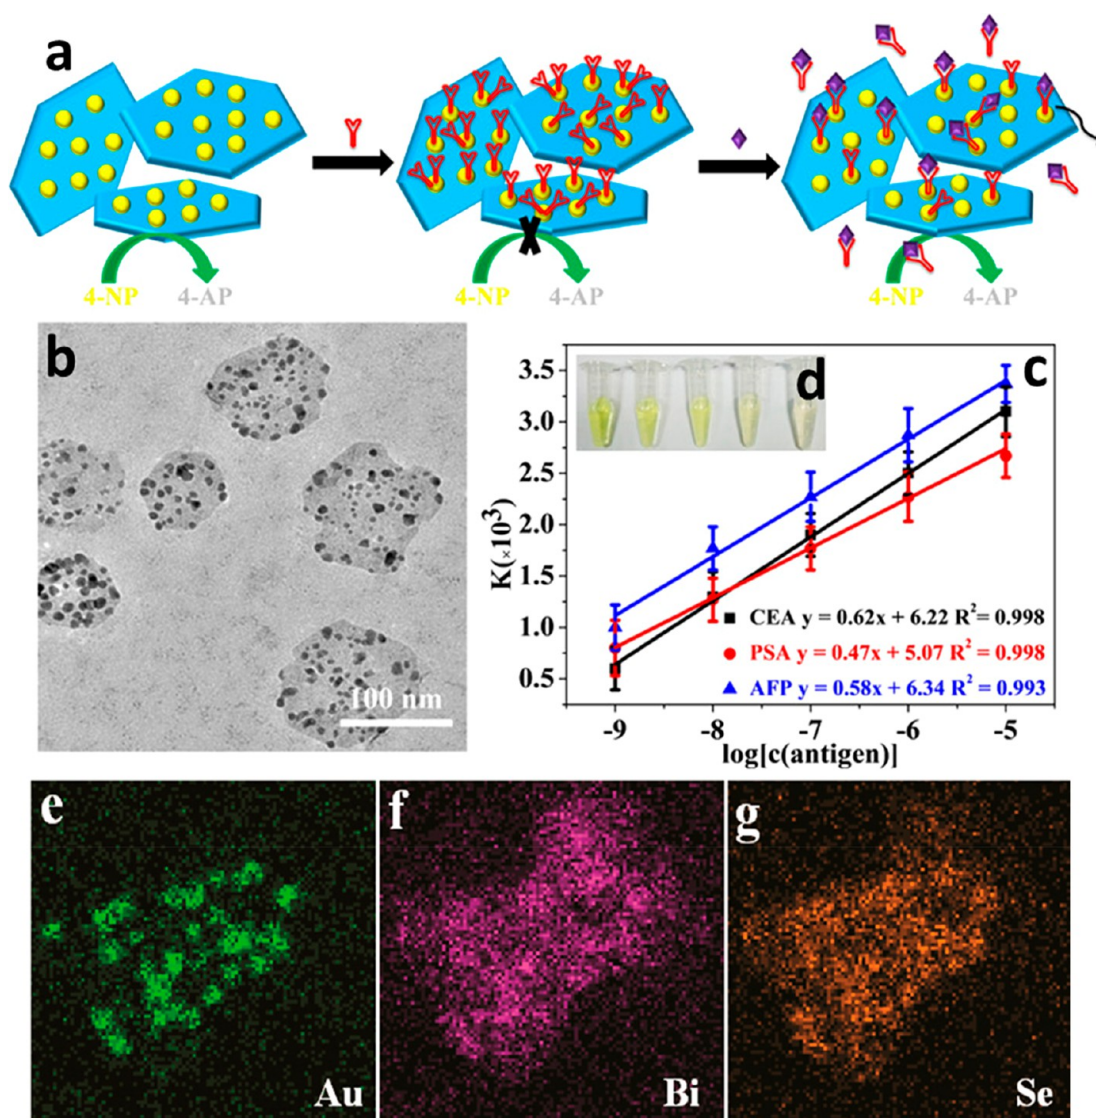 a
4-NP 4-AP
4-NP 4-AP
4-NP 4-AP
b
100 nm
c
d
3.5
3.0
2.5
2.0
1.5
1.0
0.5
K(×10³)
CEA y = 0.62x + 6.22 R² = 0.998
PSA y = 0.47x + 5.07 R² = 0.998
AFP y = 0.58x + 6.34 R² = 0.993
-9 -8 -7 -6 -5
log[c(antigen)]
e
Au
f
Bi
g
Se